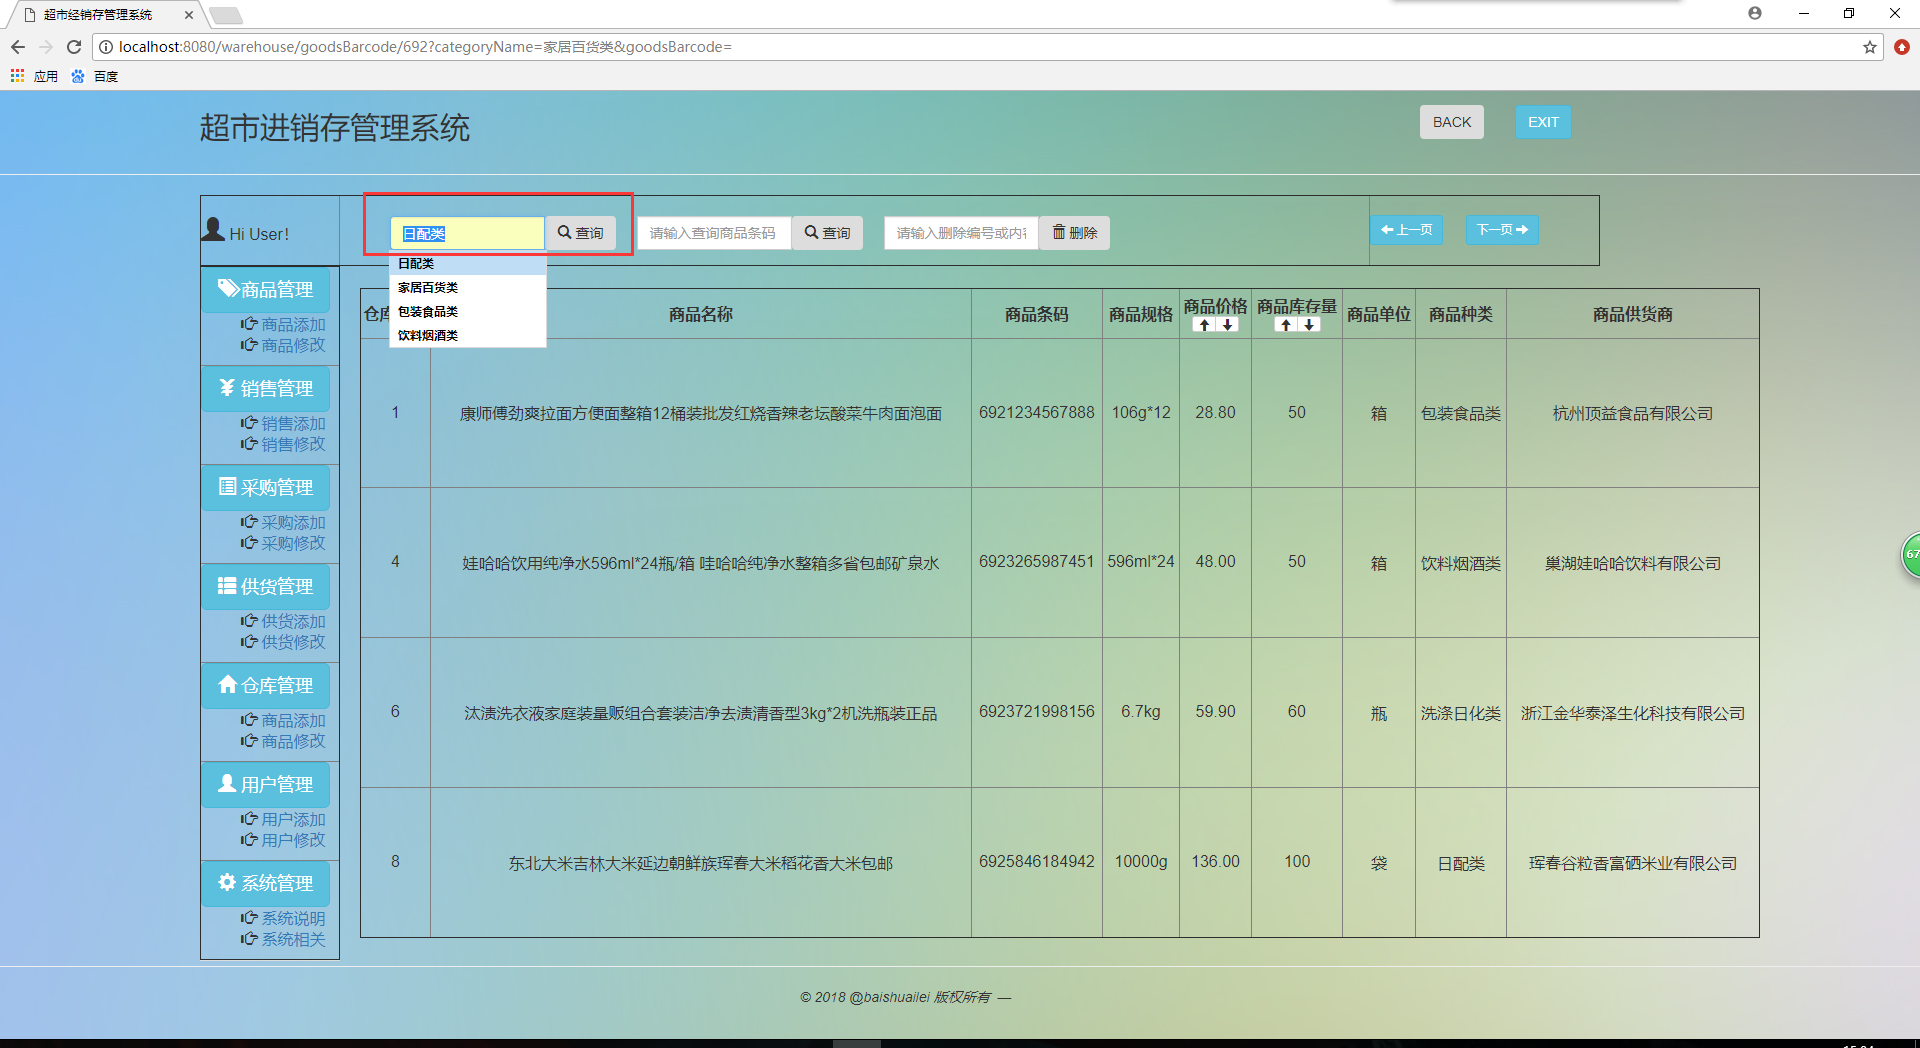 超市经销存管理系统
localhost:8080/warehouse/goodsBarcode/692?categoryName=家居百货类&goodsBarcode=
应用 百度
超市进销存管理系统 BACK EXIT
Hi User! 日配类 查询 请输入查询商品条码 查询 请输入删除编号或内容 删除 上一页 下一页
日配类
家居百货类
包装食品类
饮料烟酒类
商品管理
商品添加
商品修改
销售管理
销售添加
销售修改
采购管理
采购添加
采购修改
供货管理
供货添加
供货修改
仓库管理
商品添加
商品修改
用户管理
用户添加
用户修改
系统管理
系统说明
系统相关
仓库 商品名称 商品条码 商品规格 商品价格 商品库存量 商品单位 商品种类 商品供货商
1 康师傅劲爽拉面方便面整箱12桶装批发红烧香辣老坛酸菜牛肉面泡面 6921234567888 106g*12 28.80 50 箱 包装食品类 杭州顶益食品有限公司
4 娃哈哈饮用纯净水596ml*24瓶/箱 哇哈哈纯净水整箱多省包邮矿泉水 6923265987451 596ml*24 48.00 50 箱 饮料烟酒类 巢湖娃哈哈饮料有限公司
6 汰渍洗衣液家庭装量贩组合套装洁净去渍清香型3kg*2机洗瓶装正品 6923721998156 6.7kg 59.90 60 瓶 洗涤日化类 浙江金华泰泽生化科技有限公司
8 东北大米吉林大米延边朝鲜族珲春大米稻花香大米包邮 6925846184942 10000g 136.00 100 袋 日配类 珲春谷粒香富硒米业有限公司
67
© 2018 @baishuailei 版权所有 —